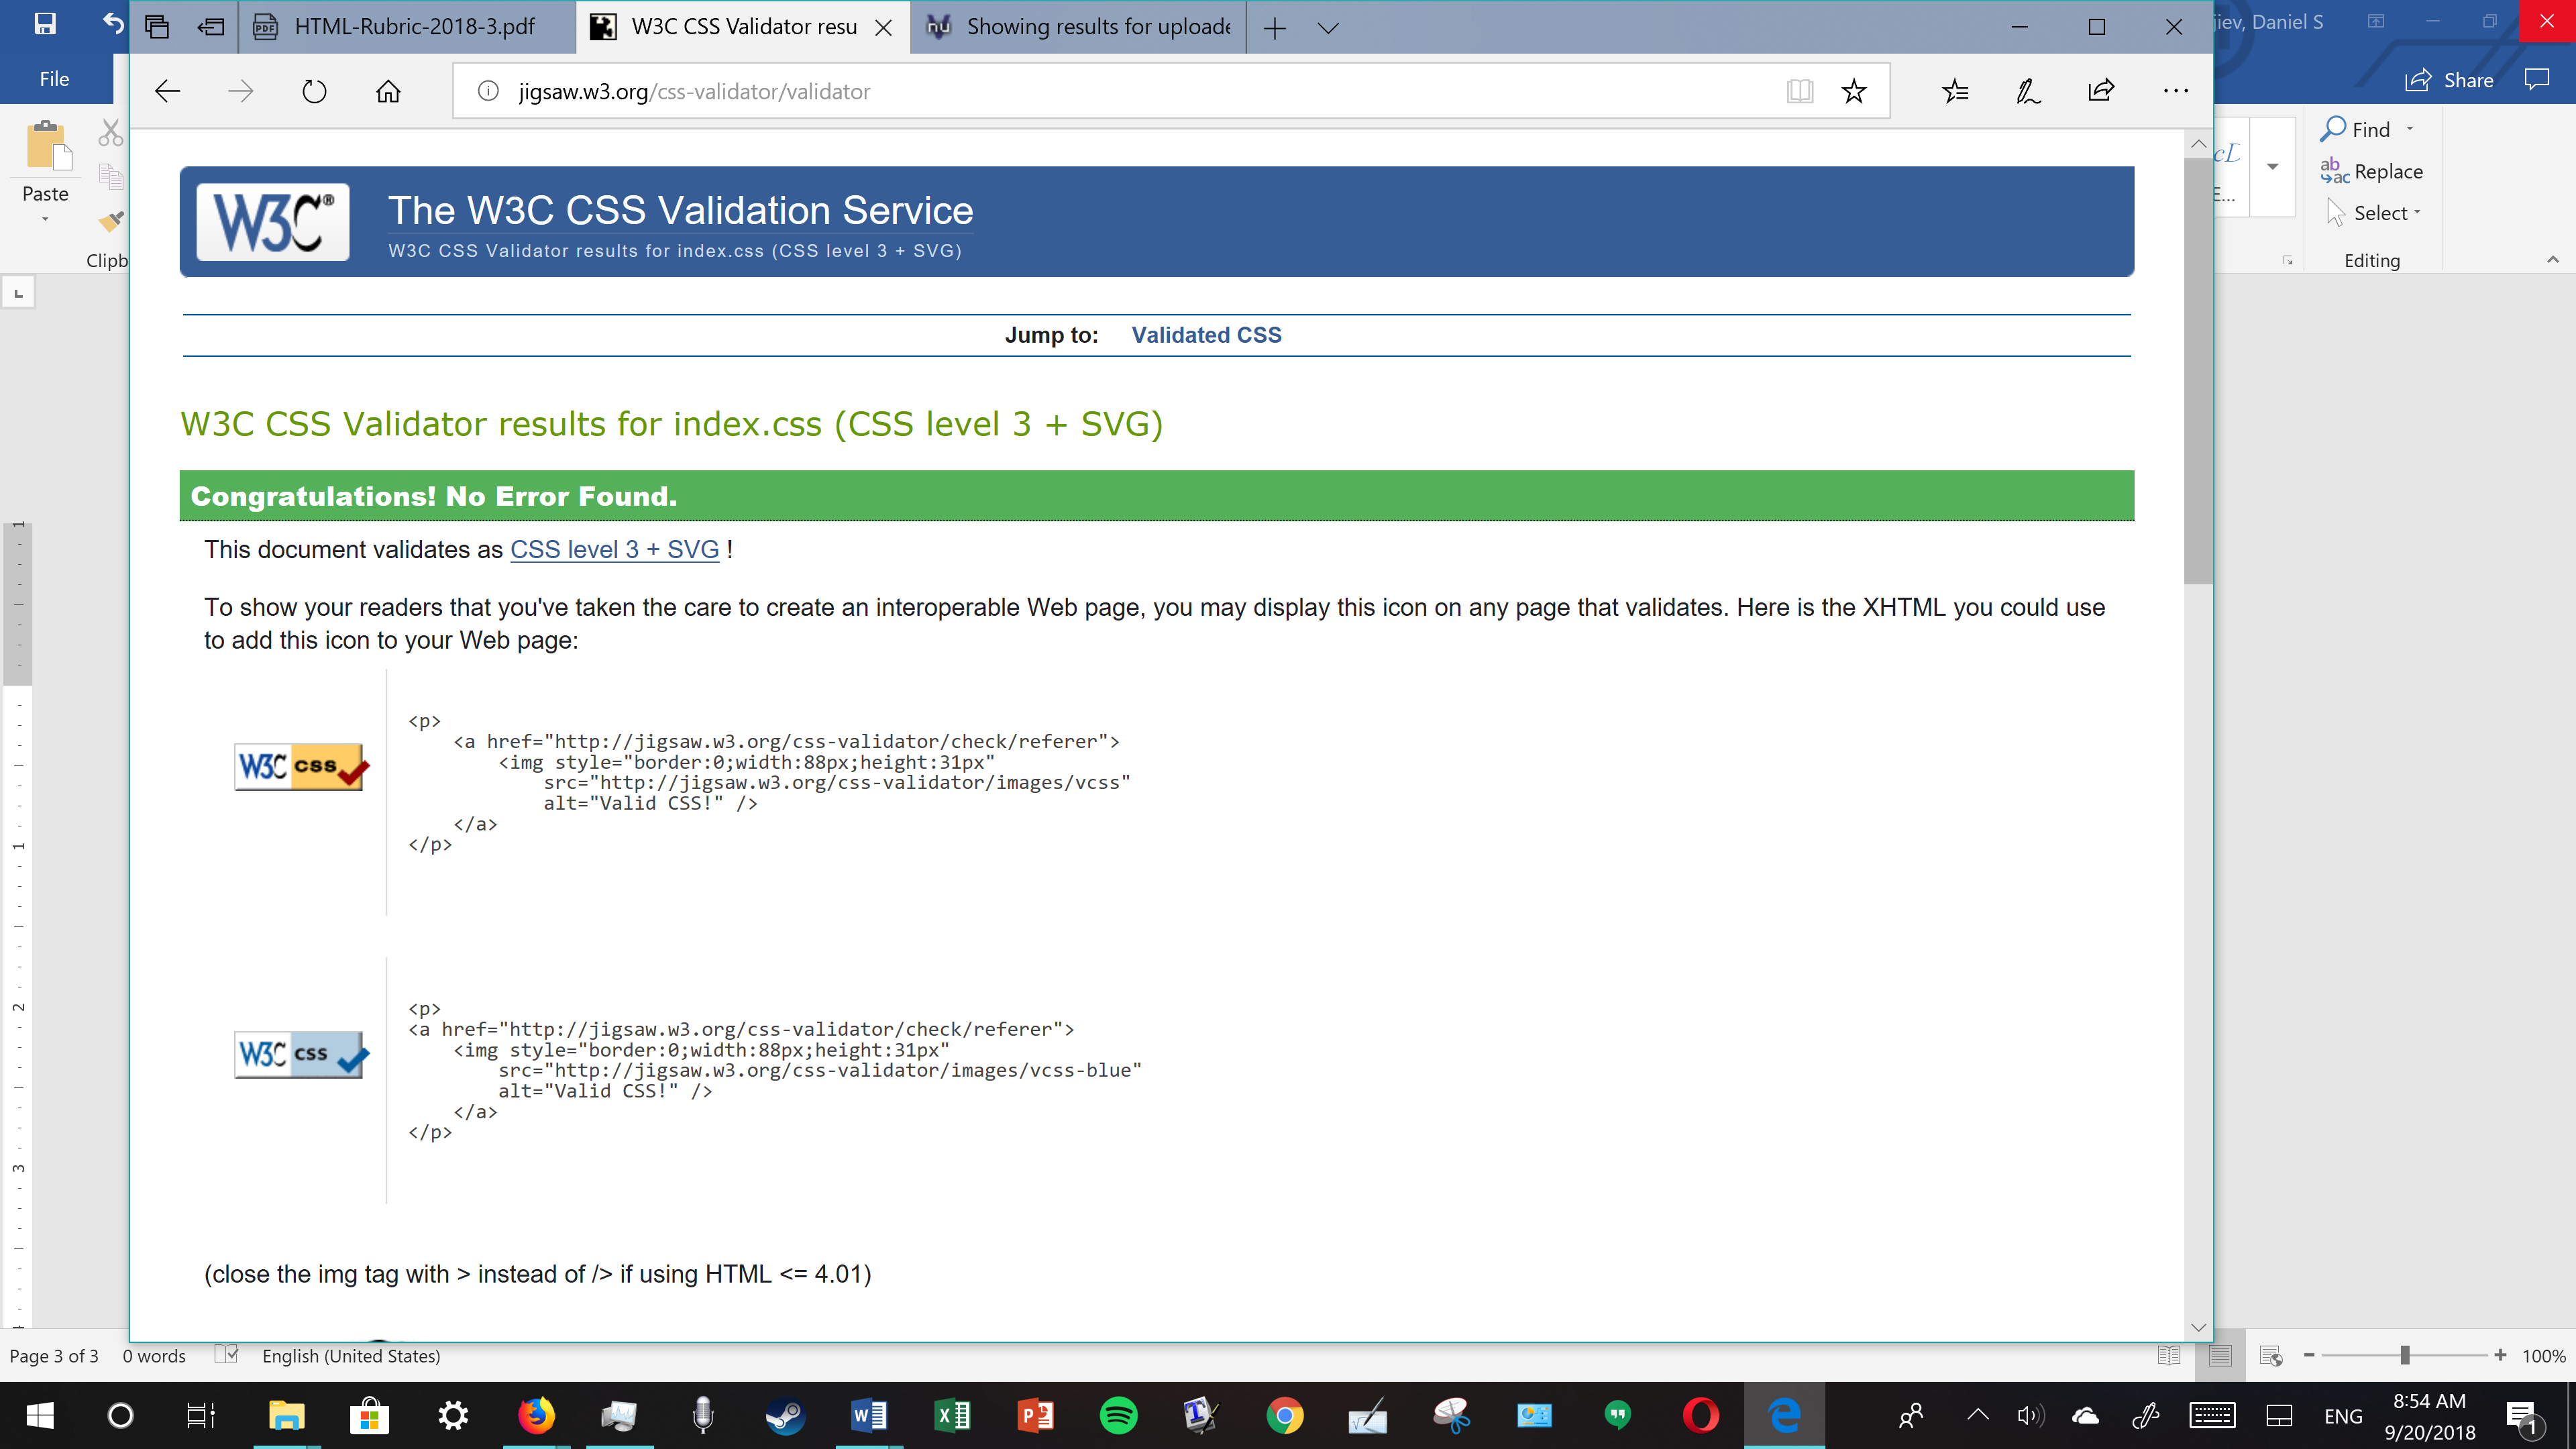 HTML-Rubric-2018-3.pdf
W3C CSS Validator resu
Showing results for uploade
jiev, Daniel S
File
Share
jigsaw.w3.org/css-validator/validator
Paste
Clipb
Find
Replace
Select
E...
Editing
W3C®
The W3C CSS Validation Service
W3C CSS Validator results for index.css (CSS level 3 + SVG)
Jump to: Validated CSS
W3C CSS Validator results for index.css (CSS level 3 + SVG)
Congratulations! No Error Found.
This document validates as CSS level 3 + SVG !
To show your readers that you've taken the care to create an interoperable Web page, you may display this icon on any page that validates. Here is the XHTML you could use
to add this icon to your Web page:
W3C css
<p>
<a href="http://jigsaw.w3.org/css-validator/check/referer">
<img style="border:0;width:88px;height:31px"
src="http://jigsaw.w3.org/css-validator/images/vcss"
alt="Valid CSS!" />
</a>
</p>
W3C css
<p>
<a href="http://jigsaw.w3.org/css-validator/check/referer">
<img style="border:0;width:88px;height:31px"
src="http://jigsaw.w3.org/css-validator/images/vcss-blue"
alt="Valid CSS!" />
</a>
</p>
(close the img tag with > instead of /> if using HTML <= 4.01)
Page 3 of 3 0 words English (United States) 100%
ENG
8:54 AM
9/20/2018
1